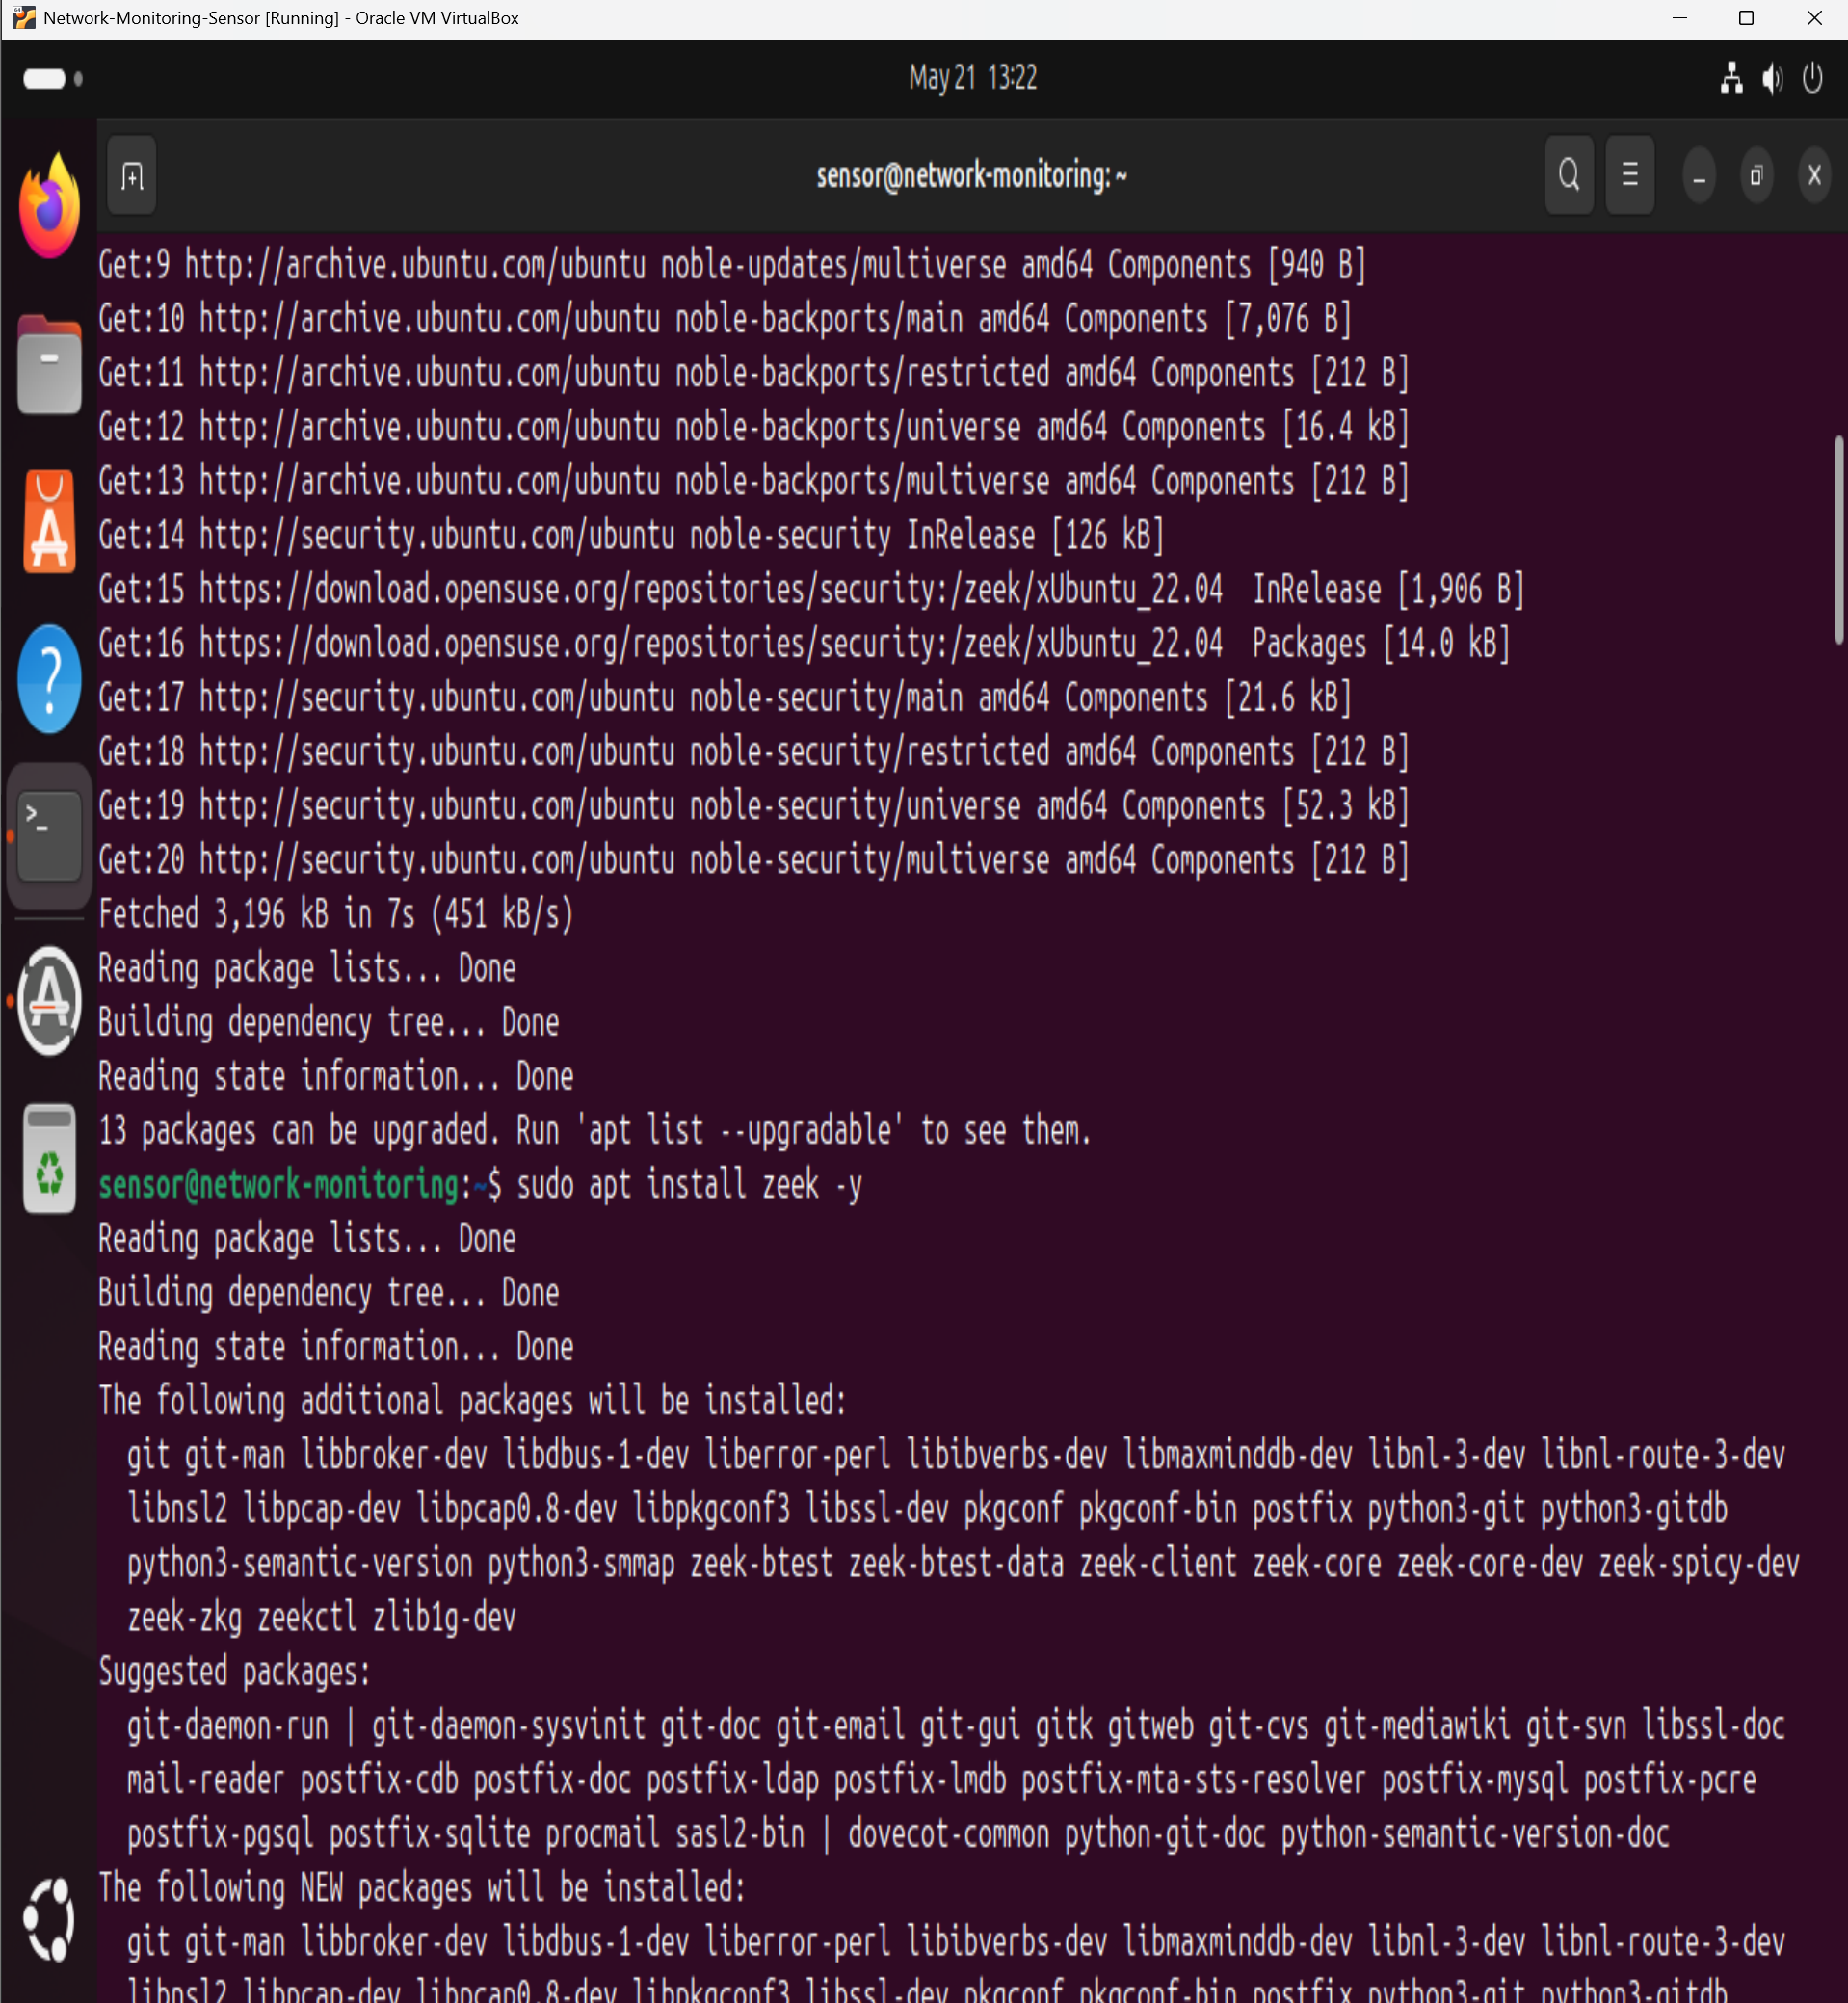 Network-Monitoring-Sensor [Running] - Oracle VM VirtualBox
May 21 13:22
sensor@network-monitoring: ~
Get:9 http://archive.ubuntu.com/ubuntu noble-updates/multiverse amd64 Components [940 B]
Get:10 http://archive.ubuntu.com/ubuntu noble-backports/main amd64 Components [7,076 B]
Get:11 http://archive.ubuntu.com/ubuntu noble-backports/restricted amd64 Components [212 B]
Get:12 http://archive.ubuntu.com/ubuntu noble-backports/universe amd64 Components [16.4 kB]
Get:13 http://archive.ubuntu.com/ubuntu noble-backports/multiverse amd64 Components [212 B]
Get:14 http://security.ubuntu.com/ubuntu noble-security InRelease [126 kB]
Get:15 https://download.opensuse.org/repositories/security:/zeek/xUbuntu_22.04  InRelease [1,906 B]
Get:16 https://download.opensuse.org/repositories/security:/zeek/xUbuntu_22.04  Packages [14.0 kB]
Get:17 http://security.ubuntu.com/ubuntu noble-security/main amd64 Components [21.6 kB]
Get:18 http://security.ubuntu.com/ubuntu noble-security/restricted amd64 Components [212 B]
Get:19 http://security.ubuntu.com/ubuntu noble-security/universe amd64 Components [52.3 kB]
Get:20 http://security.ubuntu.com/ubuntu noble-security/multiverse amd64 Components [212 B]
Fetched 3,196 kB in 7s (451 kB/s)
Reading package lists... Done
Building dependency tree... Done
Reading state information... Done
13 packages can be upgraded. Run 'apt list --upgradable' to see them.
sensor@network-monitoring:~$ sudo apt install zeek -y
Reading package lists... Done
Building dependency tree... Done
Reading state information... Done
The following additional packages will be installed:
  git git-man libbroker-dev libdbus-1-dev liberror-perl libibverbs-dev libmaxminddb-dev libnl-3-dev libnl-route-3-dev
  libnsl2 libpcap-dev libpcap0.8-dev libpkgconf3 libssl-dev pkgconf pkgconf-bin postfix python3-git python3-gitdb
  python3-semantic-version python3-smmap zeek-btest zeek-btest-data zeek-client zeek-core zeek-core-dev zeek-spicy-dev
  zeek-zkg zeekctl zlib1g-dev
Suggested packages:
  git-daemon-run | git-daemon-sysvinit git-doc git-email git-gui gitk gitweb git-cvs git-mediawiki git-svn libssl-doc
  mail-reader postfix-cdb postfix-doc postfix-ldap postfix-lmdb postfix-mta-sts-resolver postfix-mysql postfix-pcre
  postfix-pgsql postfix-sqlite procmail sasl2-bin | dovecot-common python-git-doc python-semantic-version-doc
The following NEW packages will be installed:
  git git-man libbroker-dev libdbus-1-dev liberror-perl libibverbs-dev libmaxminddb-dev libnl-3-dev libnl-route-3-dev
  libnsl2 libpcap-dev libpcap0.8-dev libpkgconf3 libssl-dev pkgconf pkgconf-bin postfix python3-git python3-gitdb